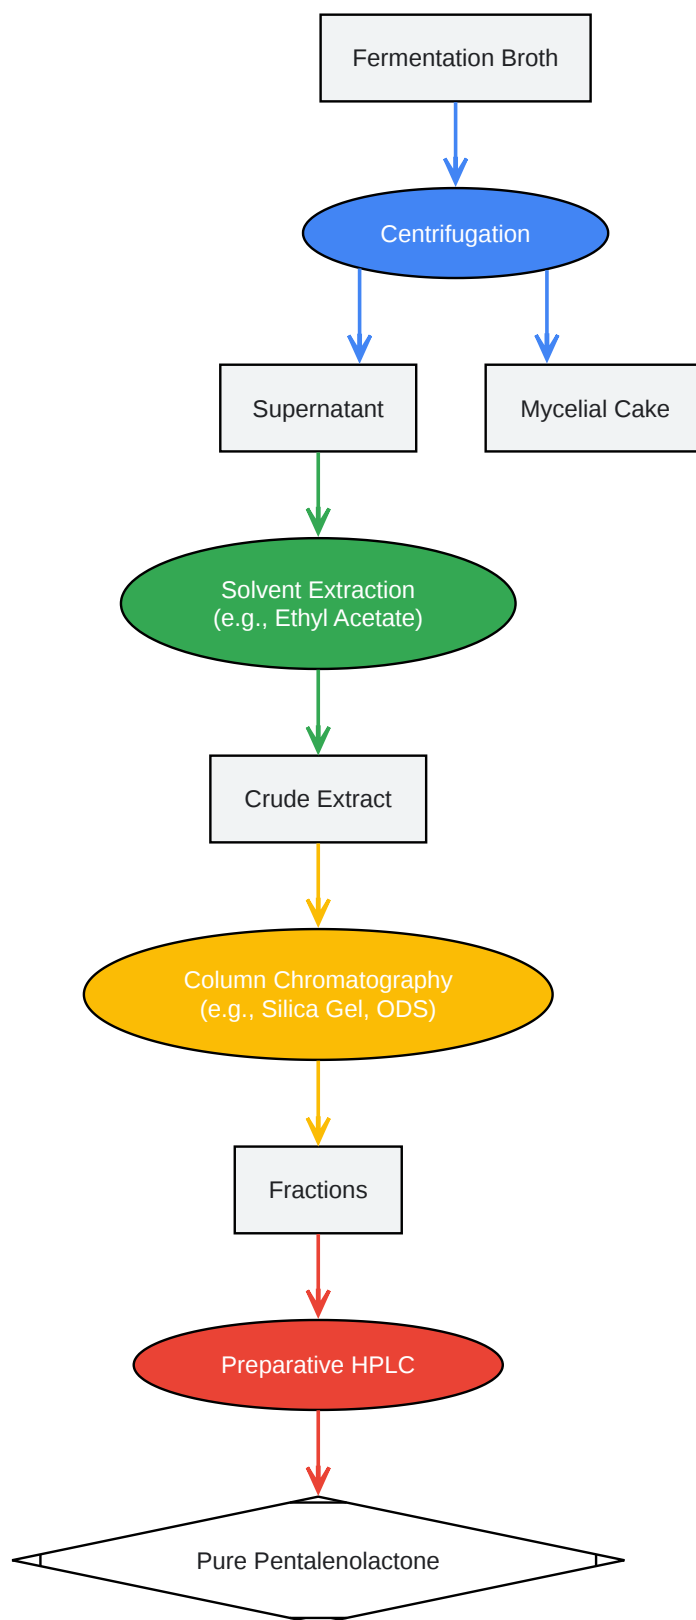 Fermentation Broth
Centrifugation
Supernatant
Mycelial Cake
Solvent Extraction
(e.g., Ethyl Acetate)
Crude Extract
Column Chromatography
(e.g., Silica Gel, ODS)
Fractions
Preparative HPLC
Pure Pentalenolactone